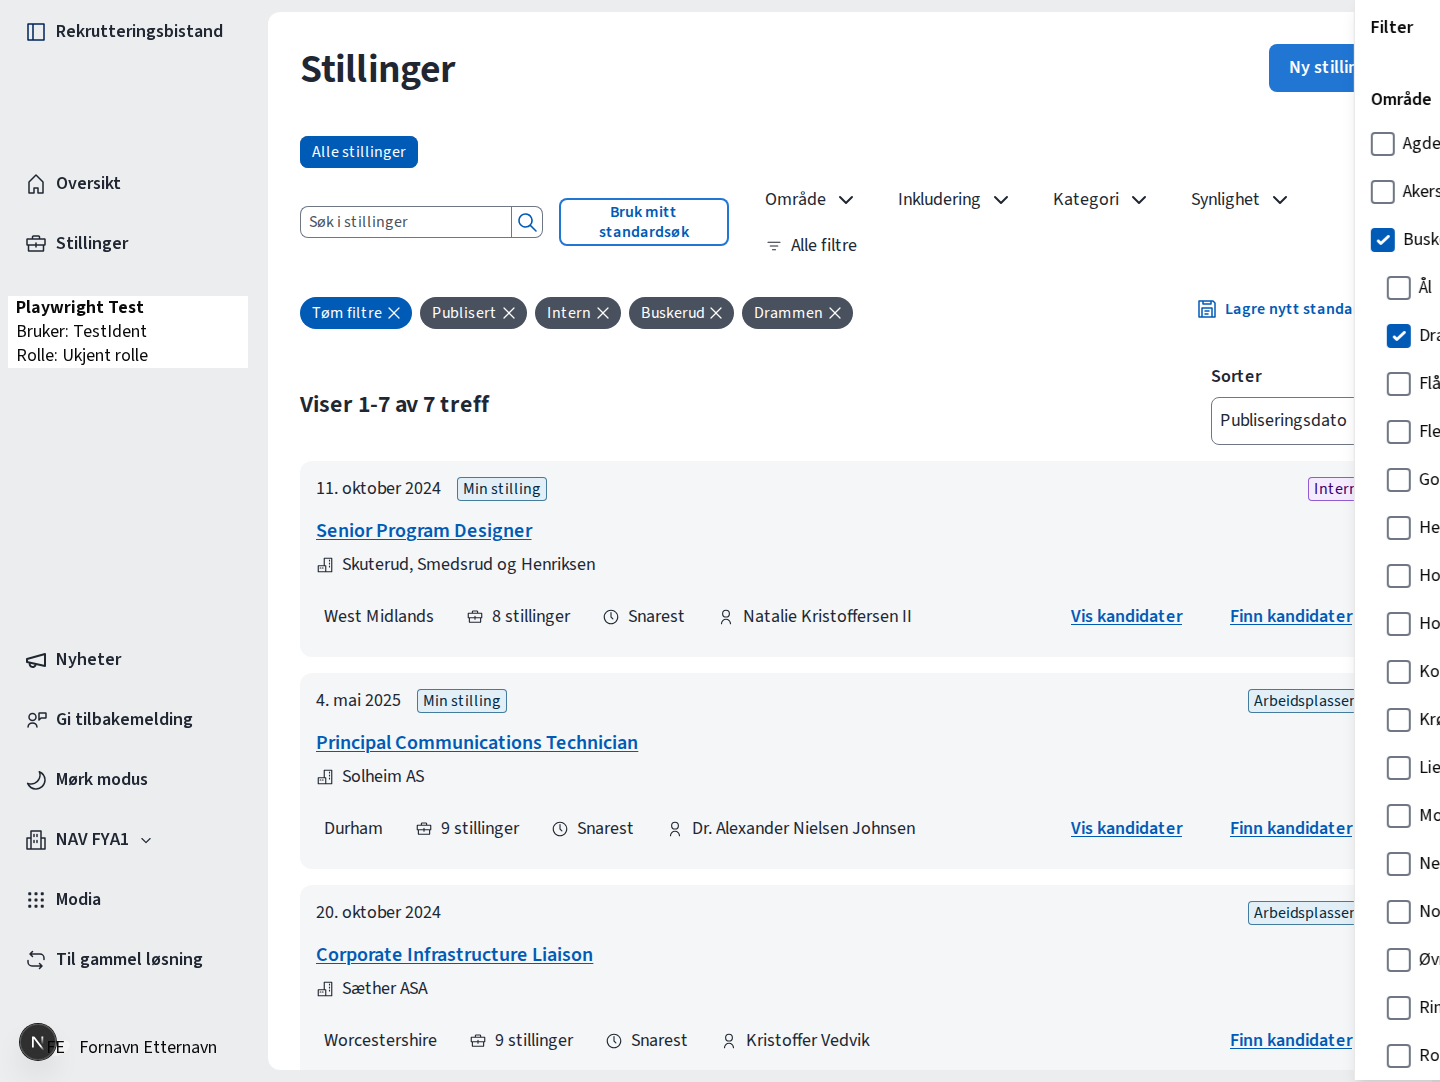 Rekrutteringsbistand
Oversikt
Stillinger
Playwright Test
Bruker: TestIdent
Rolle: Ukjent rolle
Nyheter
Gi tilbakemelding
Mørk modus
NAV FYA1
Modia
Til gammel løsning
N
FE Fornavn Etternavn
Stillinger
Ny stillin
Alle stillinger
Søk i stillinger
Bruk mitt
standardsøk
Område
Inkludering
Kategori
Synlighet
Alle filtre
Tøm filtre
Publisert
Intern
Buskerud
Drammen
Lagre nytt standa
Viser 1-7 av 7 treff
Sorter
Publiseringsdato
11. oktober 2024 Min stilling Intern
Senior Program Designer
Skuterud, Smedsrud og Henriksen
West Midlands 8 stillinger Snarest Natalie Kristoffersen II Vis kandidater Finn kandidater
4. mai 2025 Min stilling Arbeidsplassen
Principal Communications Technician
Solheim AS
Durham 9 stillinger Snarest Dr. Alexander Nielsen Johnsen Vis kandidater Finn kandidater
20. oktober 2024 Arbeidsplassen
Corporate Infrastructure Liaison
Sæther ASA
Worcestershire 9 stillinger Snarest Kristoffer Vedvik Finn kandidater
Filter
Område
Agde
Akers
Busk
Ål
Dra
Flå
Fle
Go
He
Ho
Ho
Ko
Krø
Lie
Mo
Ne
No
Øv
Rin
Ro